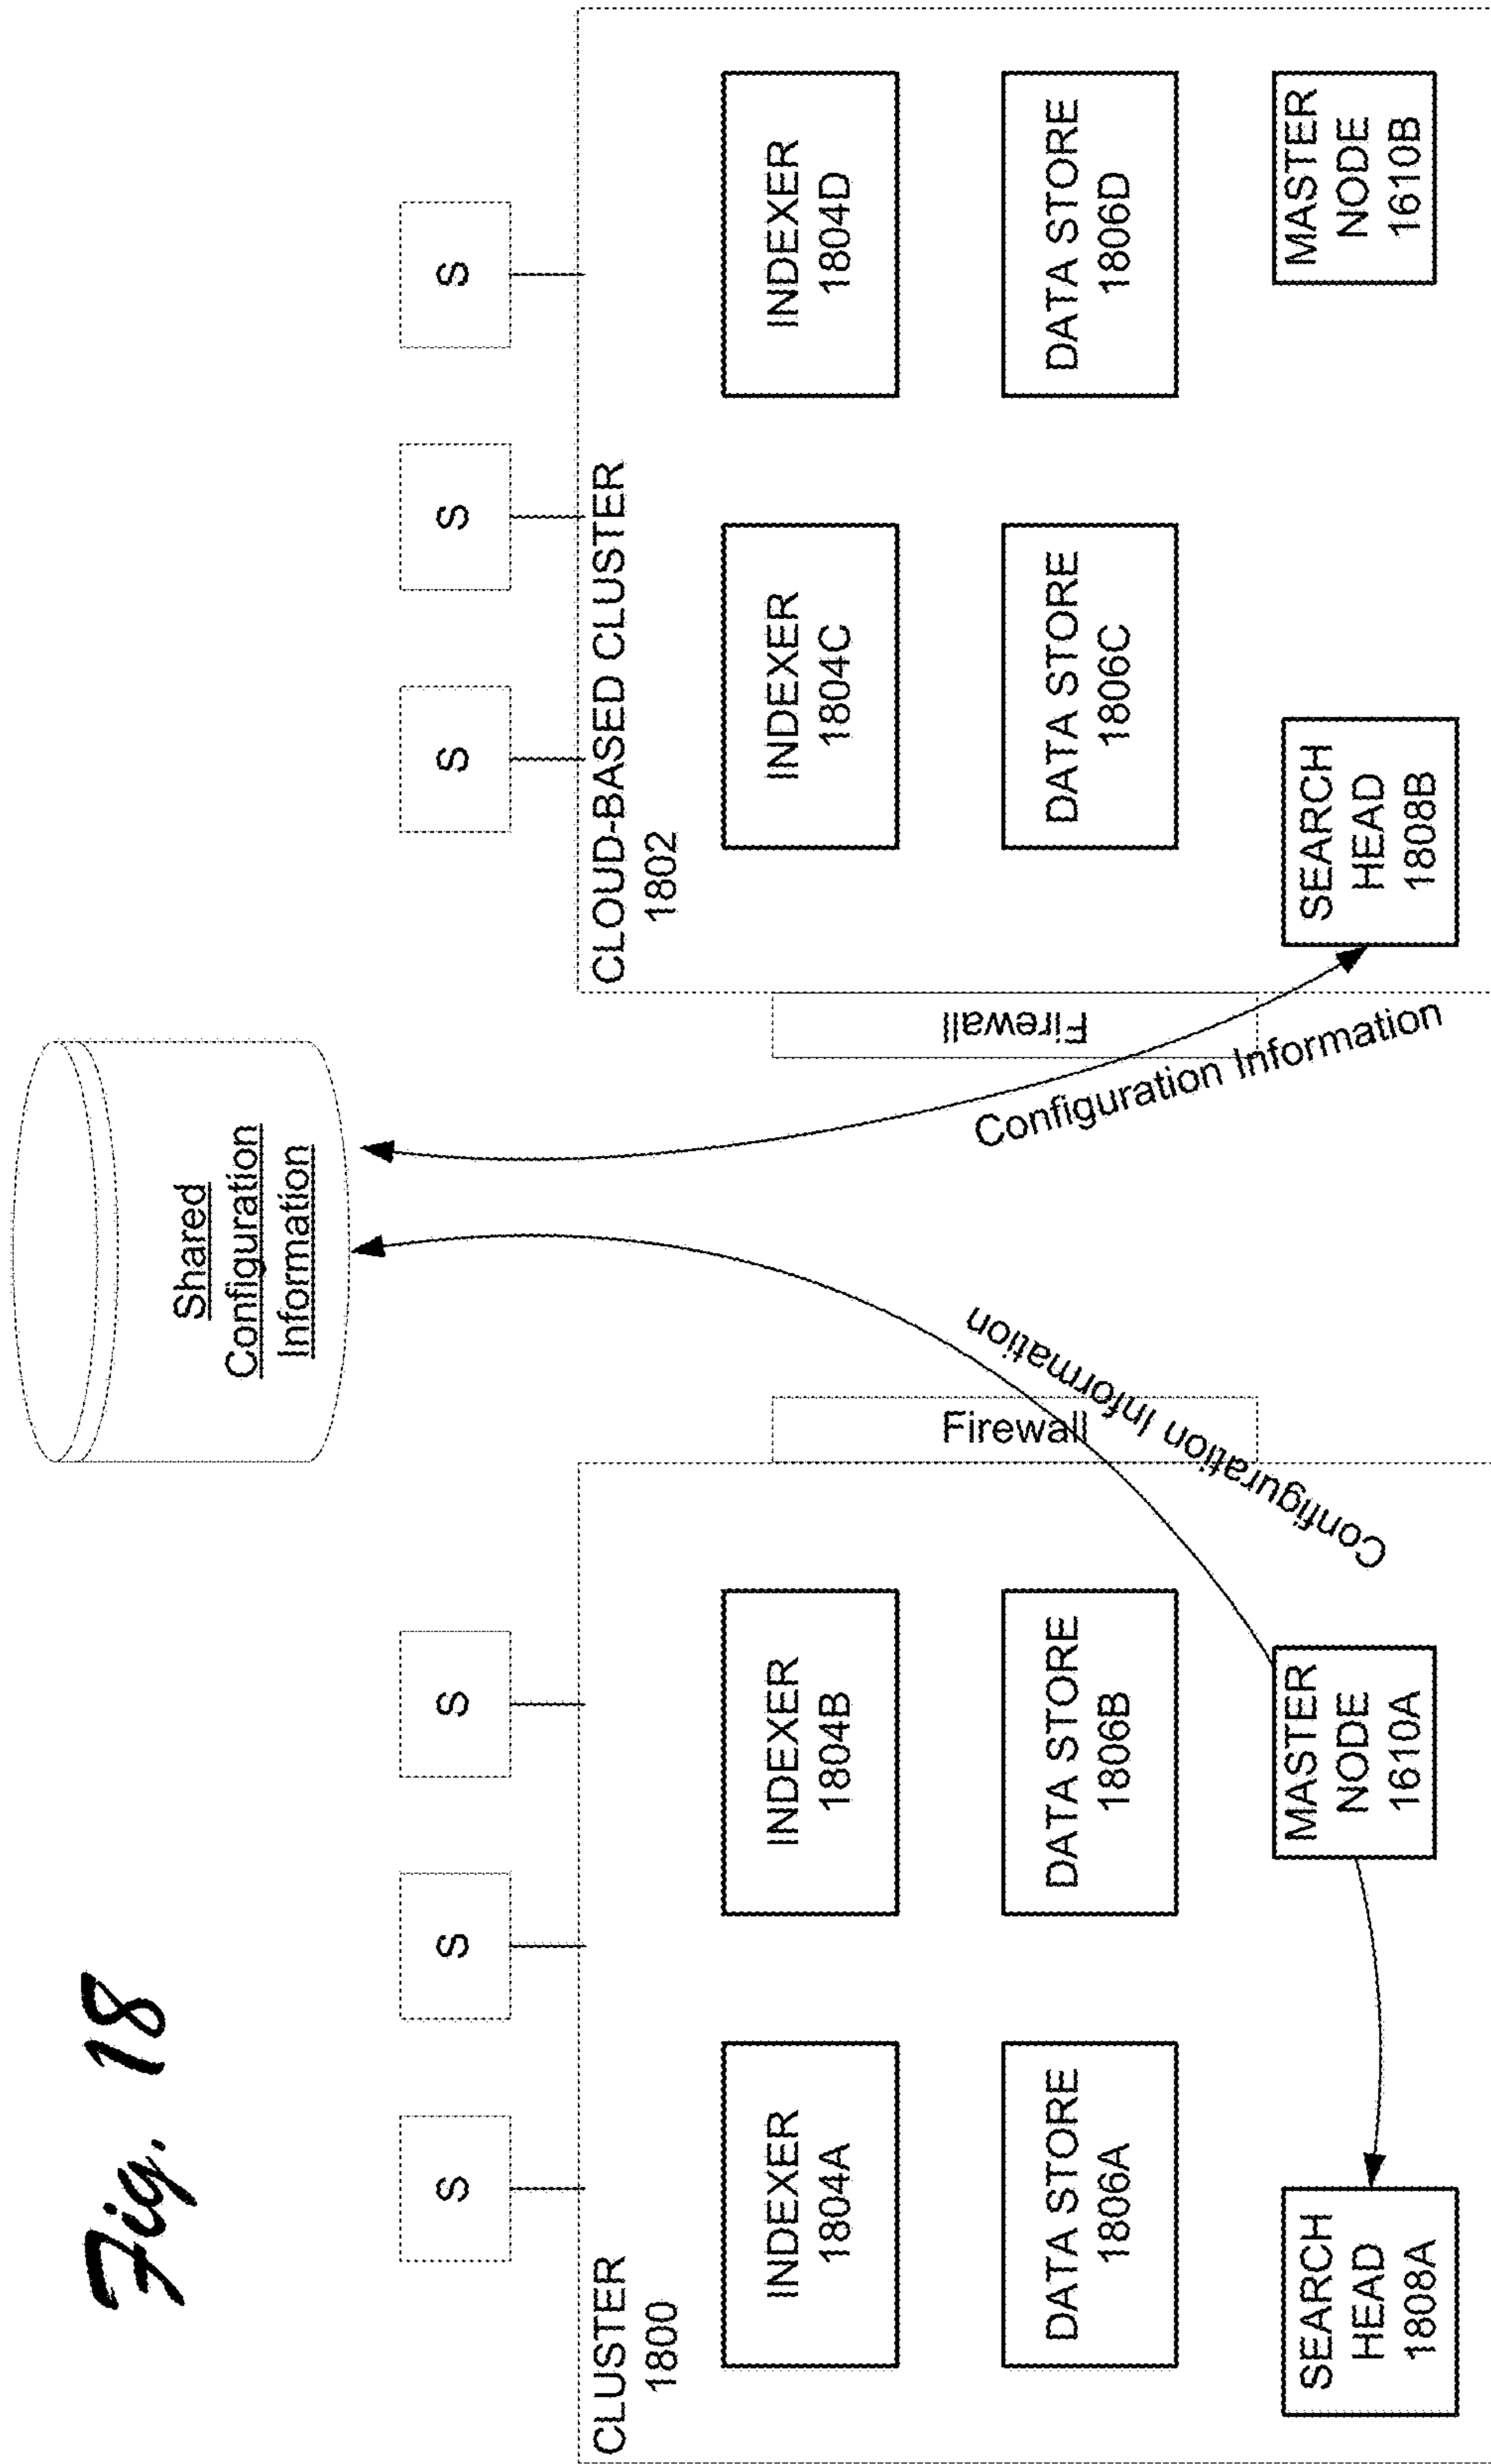 Fig. 18
Shared
Configuration
Information
S
S
S
S
S
S
CLUSTER
1800
INDEXER
1804A
INDEXER
1804B
DATA STORE
1806A
DATA STORE
1806B
SEARCH
HEAD
1808A
MASTER
NODE
1610A
Firewall
Configuration Information
Firewall
Configuration Information
CLOUD-BASED CLUSTER
1802
INDEXER
1804C
INDEXER
1804D
DATA STORE
1806C
DATA STORE
1806D
SEARCH
HEAD
1808B
MASTER
NODE
1610B